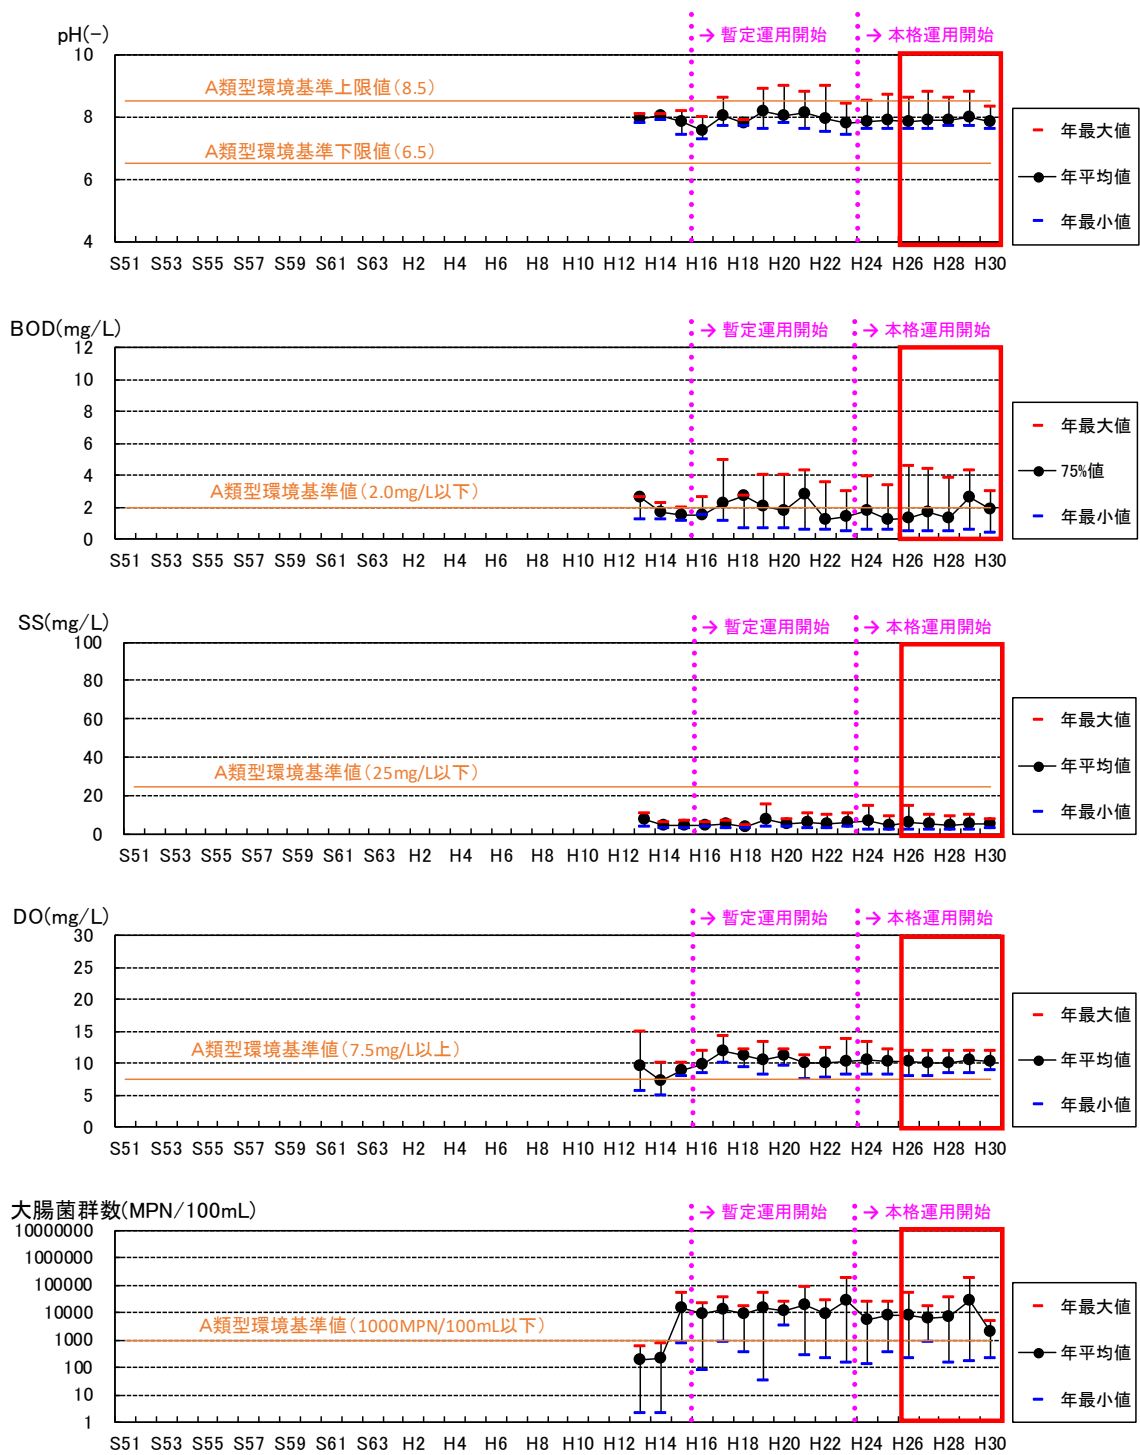 pH(-)
→ 暫定運用開始
→ 本格運用開始
10
8
6
4
A類型環境基準上限値(8.5)
A類型環境基準下限値(6.5)
S51 S53 S55 S57 S59 S61 S63 H2 H4 H6 H8 H10 H12 H14 H16 H18 H20 H22 H24 H26 H28 H30
年最大値
年平均値
年最小値
BOD(mg/L)
→ 暫定運用開始
→ 本格運用開始
12
10
8
6
4
2
0
A類型環境基準値(2.0mg/L以下)
S51 S53 S55 S57 S59 S61 S63 H2 H4 H6 H8 H10 H12 H14 H16 H18 H20 H22 H24 H26 H28 H30
年最大値
75%値
年最小値
SS(mg/L)
→ 暫定運用開始
→ 本格運用開始
100
80
60
40
20
0
A類型環境基準値(25mg/L以下)
S51 S53 S55 S57 S59 S61 S63 H2 H4 H6 H8 H10 H12 H14 H16 H18 H20 H22 H24 H26 H28 H30
年最大値
年平均値
年最小値
DO(mg/L)
→ 暫定運用開始
→ 本格運用開始
30
25
20
15
10
5
0
A類型環境基準値(7.5mg/L以上)
S51 S53 S55 S57 S59 S61 S63 H2 H4 H6 H8 H10 H12 H14 H16 H18 H20 H22 H24 H26 H28 H30
年最大値
年平均値
年最小値
大腸菌群数(MPN/100mL)
→ 暫定運用開始
→ 本格運用開始
10000000
1000000
100000
10000
1000
100
10
1
A類型環境基準値(1000MPN/100mL以下)
S51 S53 S55 S57 S59 S61 S63 H2 H4 H6 H8 H10 H12 H14 H16 H18 H20 H22 H24 H26 H28 H30
年最大値
年平均値
年最小値